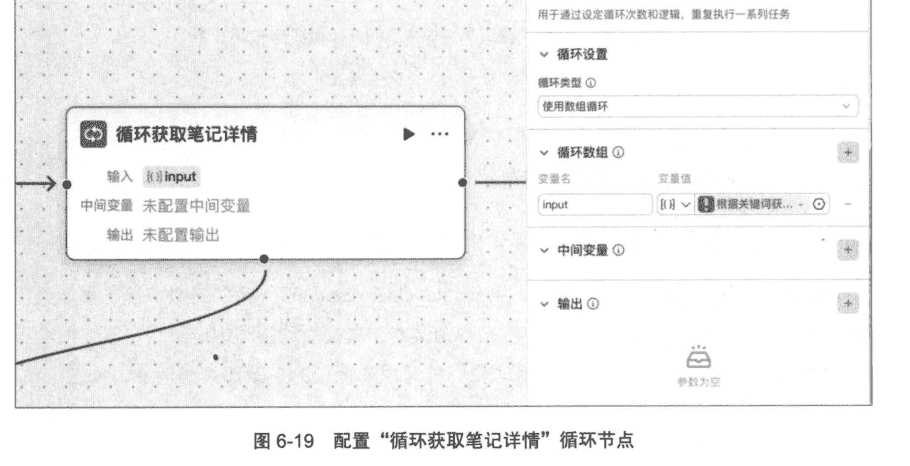 用于通过设定循环次数和逻辑，重复执行一系列任务
循环设置
循环类型
使用数组循环
循环获取笔记详情
输入 [{}] input
中间变量 未配置中间变量
输出 未配置输出
循环数组
变量名 变量值
input [{}] 根据关键词获...
中间变量
输出
参数为空
图 6-19 配置“循环获取笔记详情”循环节点